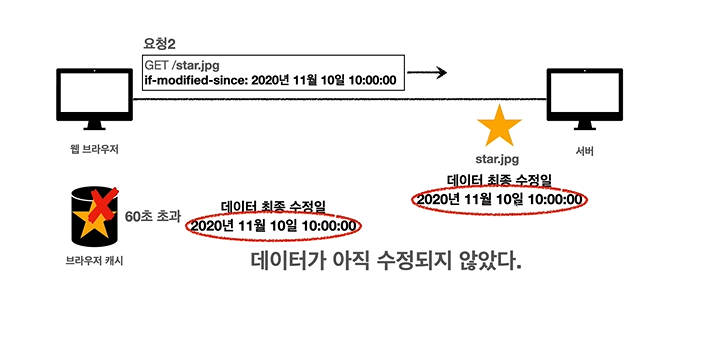 요청2
GET /star.jpg
if-modified-since: 2020년 11월 10일 10:00:00
웹 브라우저
star.jpg
서버
데이터 최종 수정일
2020년 11월 10일 10:00:00
60초 초과
데이터 최종 수정일
2020년 11월 10일 10:00:00
브라우저 캐시
데이터가 아직 수정되지 않았다.